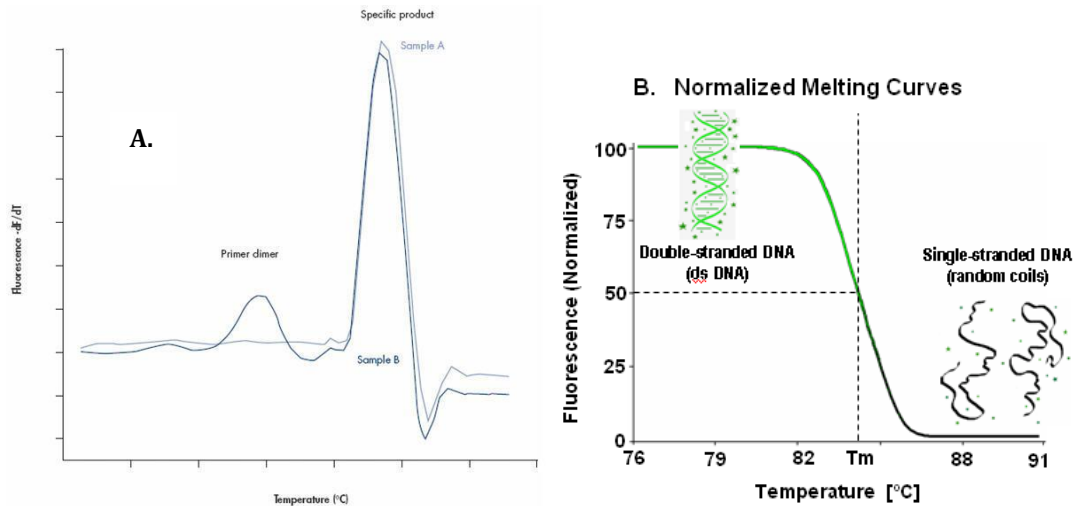 Specific product
Sample A
A.
Fluorescence -dF/dT
Primer dimer
Sample B
Temperature (°C)
B. Normalized Melting Curves
Fluorescence (Normalized)
100
75
50
25
0
Double-stranded DNA
(ds DNA)
Single-stranded DNA
(random coils)
76 79 82 Tm 88 91
Temperature [°C]